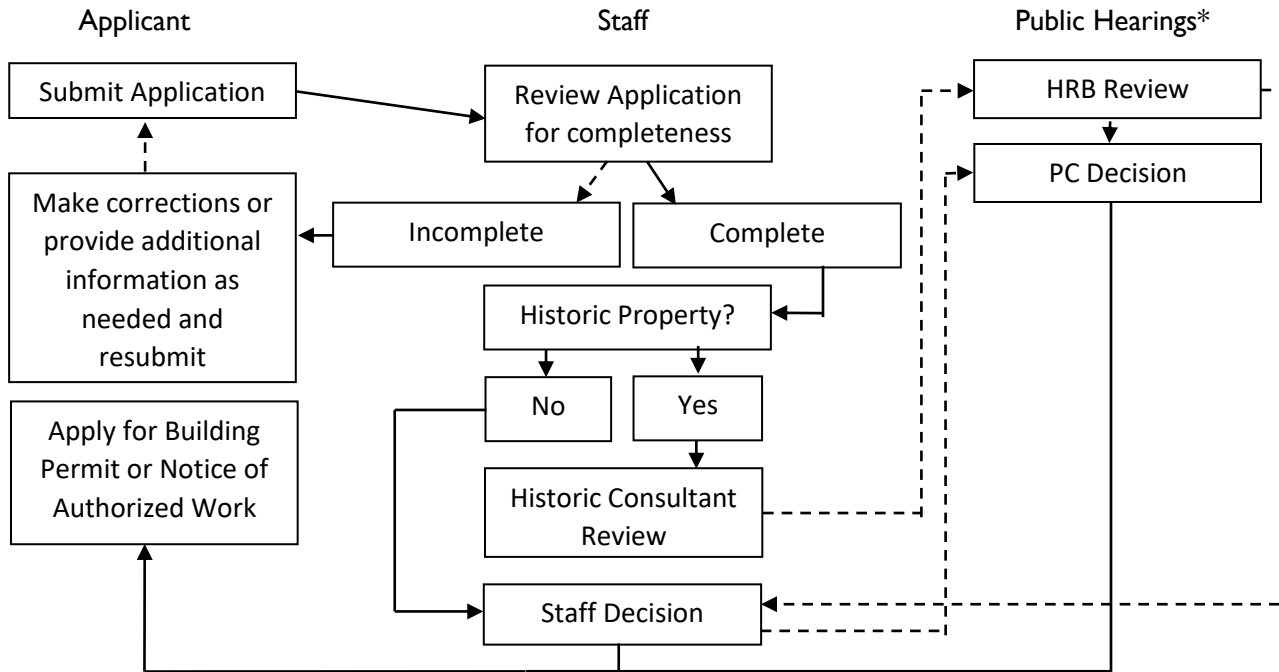 Applicant
Staff
Public Hearings*
Submit Application
Review Application
for completeness
HRB Review
PC Decision
Make corrections or
provide additional
information as
needed and
resubmit
Incomplete
Complete
Historic Property?
No
Yes
Apply for Building
Permit or Notice of
Authorized Work
Historic Consultant
Review
Staff Decision